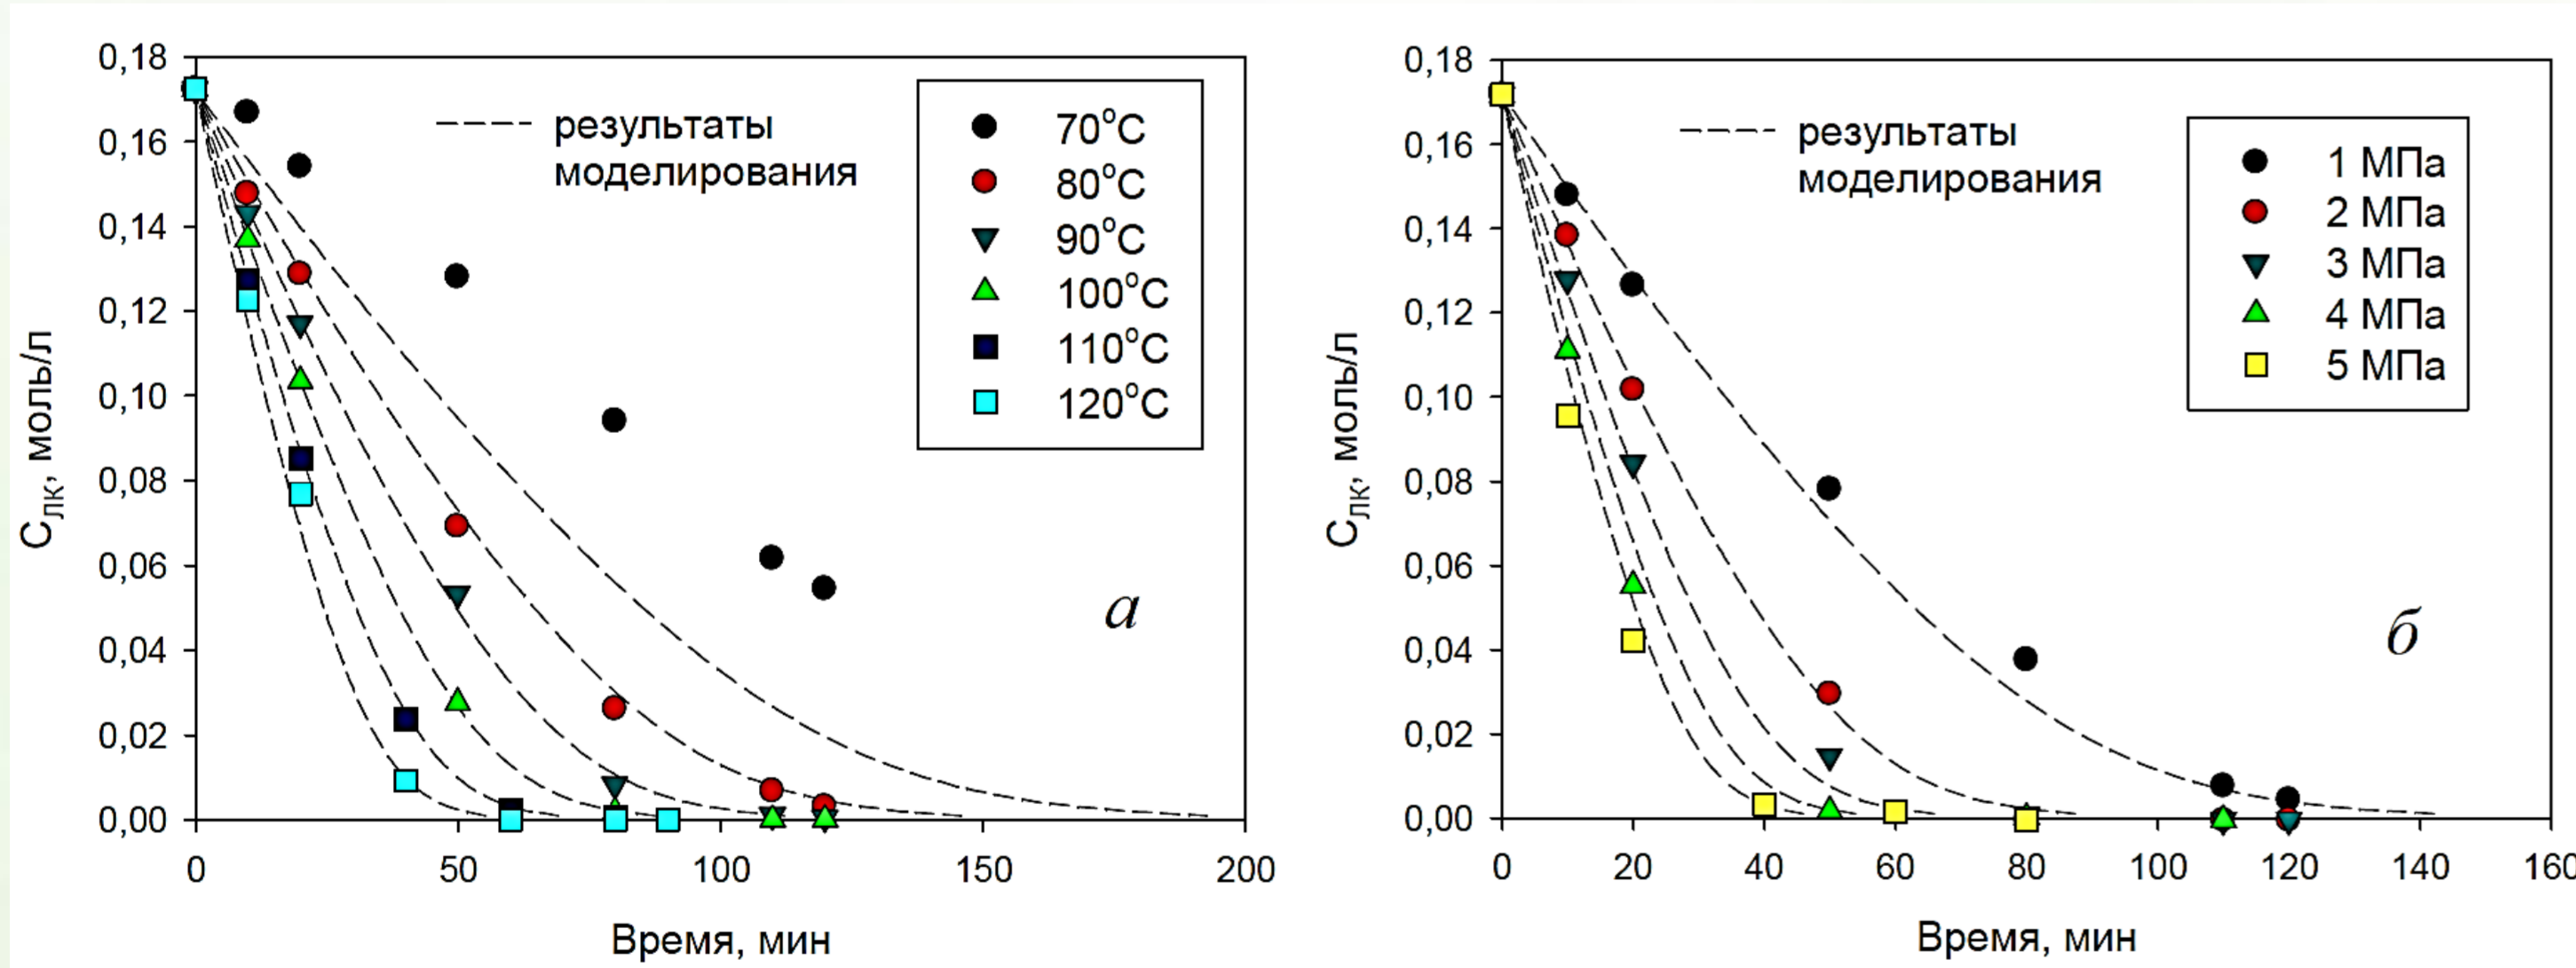 0,18
0,16
0,14
0,12
0,10
0,08
0,06
0,04
0,02
0,00
CЛК, моль/л
0
50
100
150
200
Время, мин
результаты
моделирования
70°C
80°C
90°C
100°C
110°C
120°C
а
0,18
0,16
0,14
0,12
0,10
0,08
0,06
0,04
0,02
0,00
CЛК, моль/л
0
20
40
60
80
100
120
140
160
Время, мин
результаты
моделирования
1 МПа
2 МПа
3 МПа
4 МПа
5 МПа
б